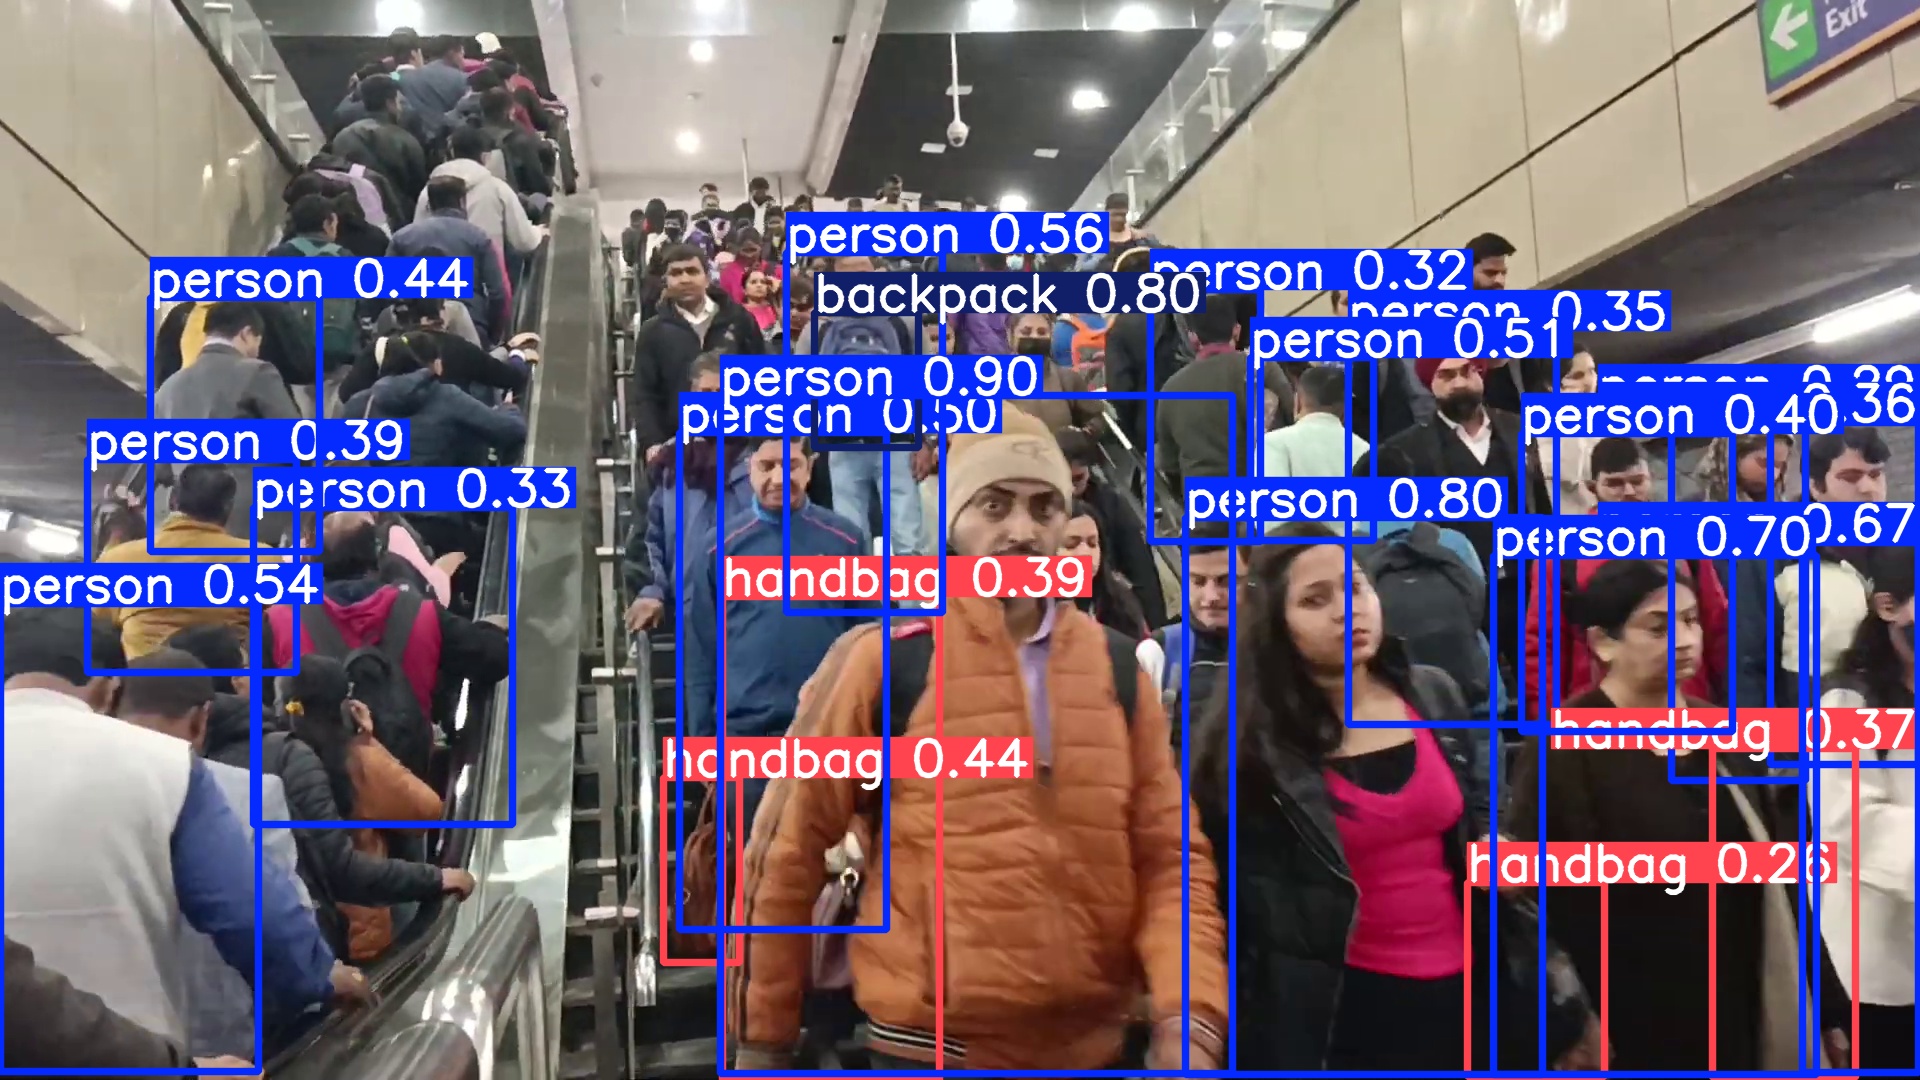 Exit
person 0.56
person 0.44
person 0.32
backpack 0.80
person 0.35
person 0.51
person 0.90
person 0.50
0.36
person 0.40
person 0.39
person 0.33
person 0.80
0.67
person 0.70
handbag 0.39
person 0.54
handbag 0.37
handbag 0.44
handbag 0.26